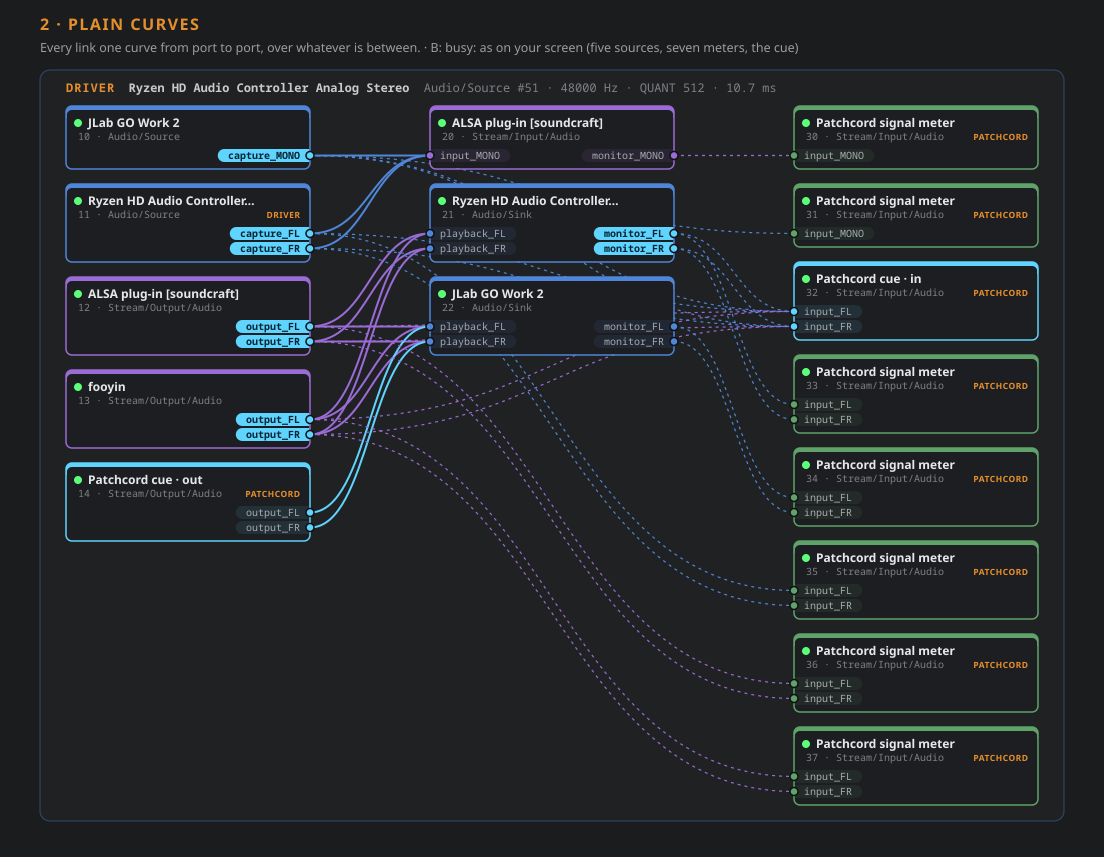 2 · PLAIN CURVES
Every link one curve from port to port, over whatever is between. · B: busy: as on your screen (five sources, seven meters, the cue)
DRIVER Ryzen HD Audio Controller Analog Stereo Audio/Source #51 · 48000 Hz · QUANT 512 · 10.7 ms
JLab GO Work 2
10 · Audio/Source
capture_MONO
Ryzen HD Audio Controller…
11 · Audio/Source DRIVER
capture_FL
capture_FR
ALSA plug-in [soundcraft]
12 · Stream/Output/Audio
output_FL
output_FR
fooyin
13 · Stream/Output/Audio
output_FL
output_FR
Patchcord cue · out
14 · Stream/Output/Audio PATCHCORD
output_FL
output_FR
ALSA plug-in [soundcraft]
20 · Stream/Input/Audio
input_MONO monitor_MONO
Ryzen HD Audio Controller…
21 · Audio/Sink
playback_FL monitor_FL
playback_FR monitor_FR
JLab GO Work 2
22 · Audio/Sink
playback_FL monitor_FL
playback_FR monitor_FR
Patchcord signal meter
30 · Stream/Input/Audio PATCHCORD
input_MONO
Patchcord signal meter
31 · Stream/Input/Audio PATCHCORD
input_MONO
Patchcord cue · in
32 · Stream/Input/Audio PATCHCORD
input_FL
input_FR
Patchcord signal meter
33 · Stream/Input/Audio PATCHCORD
input_FL
input_FR
Patchcord signal meter
34 · Stream/Input/Audio PATCHCORD
input_FL
input_FR
Patchcord signal meter
35 · Stream/Input/Audio PATCHCORD
input_FL
input_FR
Patchcord signal meter
36 · Stream/Input/Audio PATCHCORD
input_FL
input_FR
Patchcord signal meter
37 · Stream/Input/Audio PATCHCORD
input_FL
input_FR